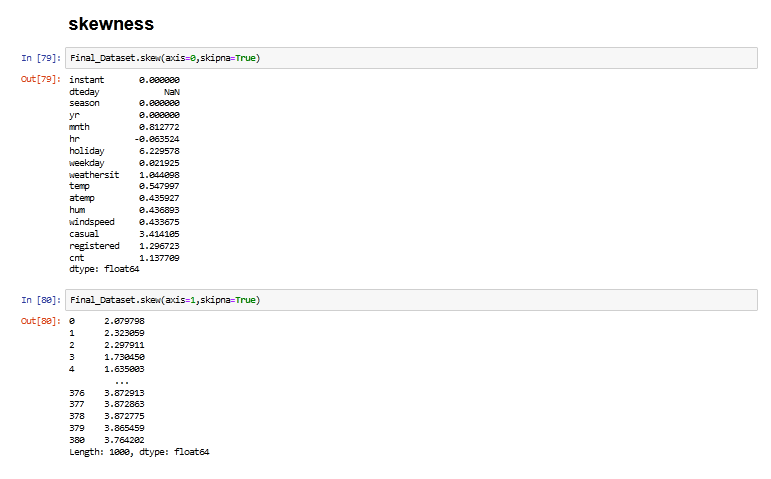 skewness
In [79]: Final_Dataset.skew(axis=0,skipna=True)
Out[79]: instant 0.000000
dteday NaN
season 0.000000
yr 0.000000
mnth 0.812772
hr -0.063524
holiday 6.229578
weekday 0.021925
weathersit 1.044098
temp 0.547997
atemp 0.435927
hum 0.436893
windspeed 0.433675
casual 3.414105
registered 1.296723
cnt 1.137709
dtype: float64
In [80]: Final_Dataset.skew(axis=1,skipna=True)
Out[80]: 0 2.079798
1 2.323059
2 2.297911
3 1.730450
4 1.635003
...
376 3.872913
377 3.872863
378 3.872775
379 3.865459
380 3.764202
Length: 1000, dtype: float64